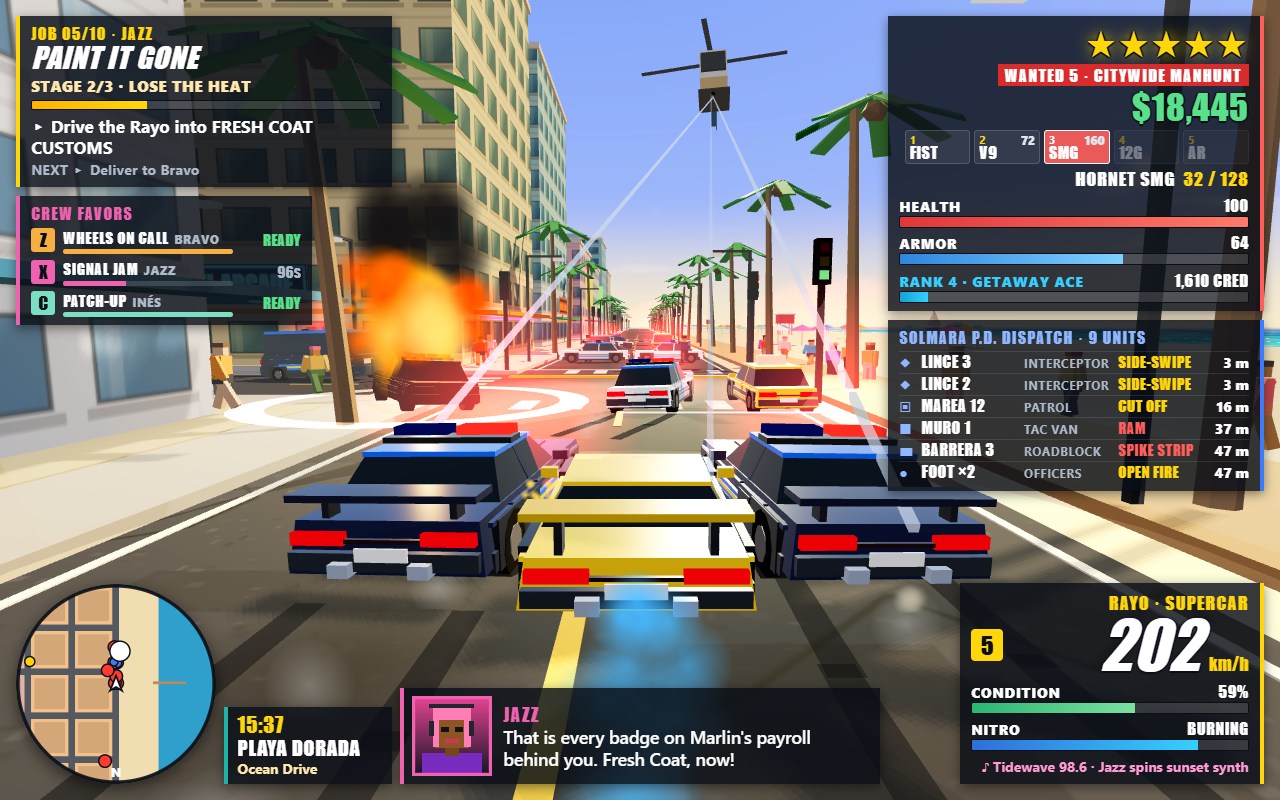 JOB 05/10 · JAZZ
PAINT IT GONE
STAGE 2/3 · LOSE THE HEAT
▸ Drive the Rayo into FRESH COAT
CUSTOMS
NEXT ▸ Deliver to Bravo
CREW FAVORS
Z WHEELS ON CALL BRAVO READY
X SIGNAL JAM JAZZ 96s
C PATCH-UP INÉS READY
★★★★★
WANTED 5 · CITYWIDE MANHUNT
$18,445
1 FIST 2 V9 72 3 SMG 160 4 12G 5 AR
HORNET SMG 32 / 128
HEALTH 100
ARMOR 64
RANK 4 · GETAWAY ACE 1,610 CRED
SOLMARA P.D. DISPATCH · 9 UNITS
LINCE 3 INTERCEPTOR SIDE-SWIPE 3 m
LINCE 2 INTERCEPTOR SIDE-SWIPE 3 m
MAREA 12 PATROL CUT OFF 16 m
MURO 1 TAC VAN RAM 37 m
BARRERA 3 ROADBLOCK SPIKE STRIP 47 m
FOOT ×2 OFFICERS OPEN FIRE 47 m
N
15:37
PLAYA DORADA
Ocean Drive
JAZZ
That is every badge on Marlin's payroll
behind you. Fresh Coat, now!
RAYO · SUPERCAR
5 202 km/h
CONDITION 59%
NITRO BURNING
♪ Tidewave 98.6 · Jazz spins sunset synth